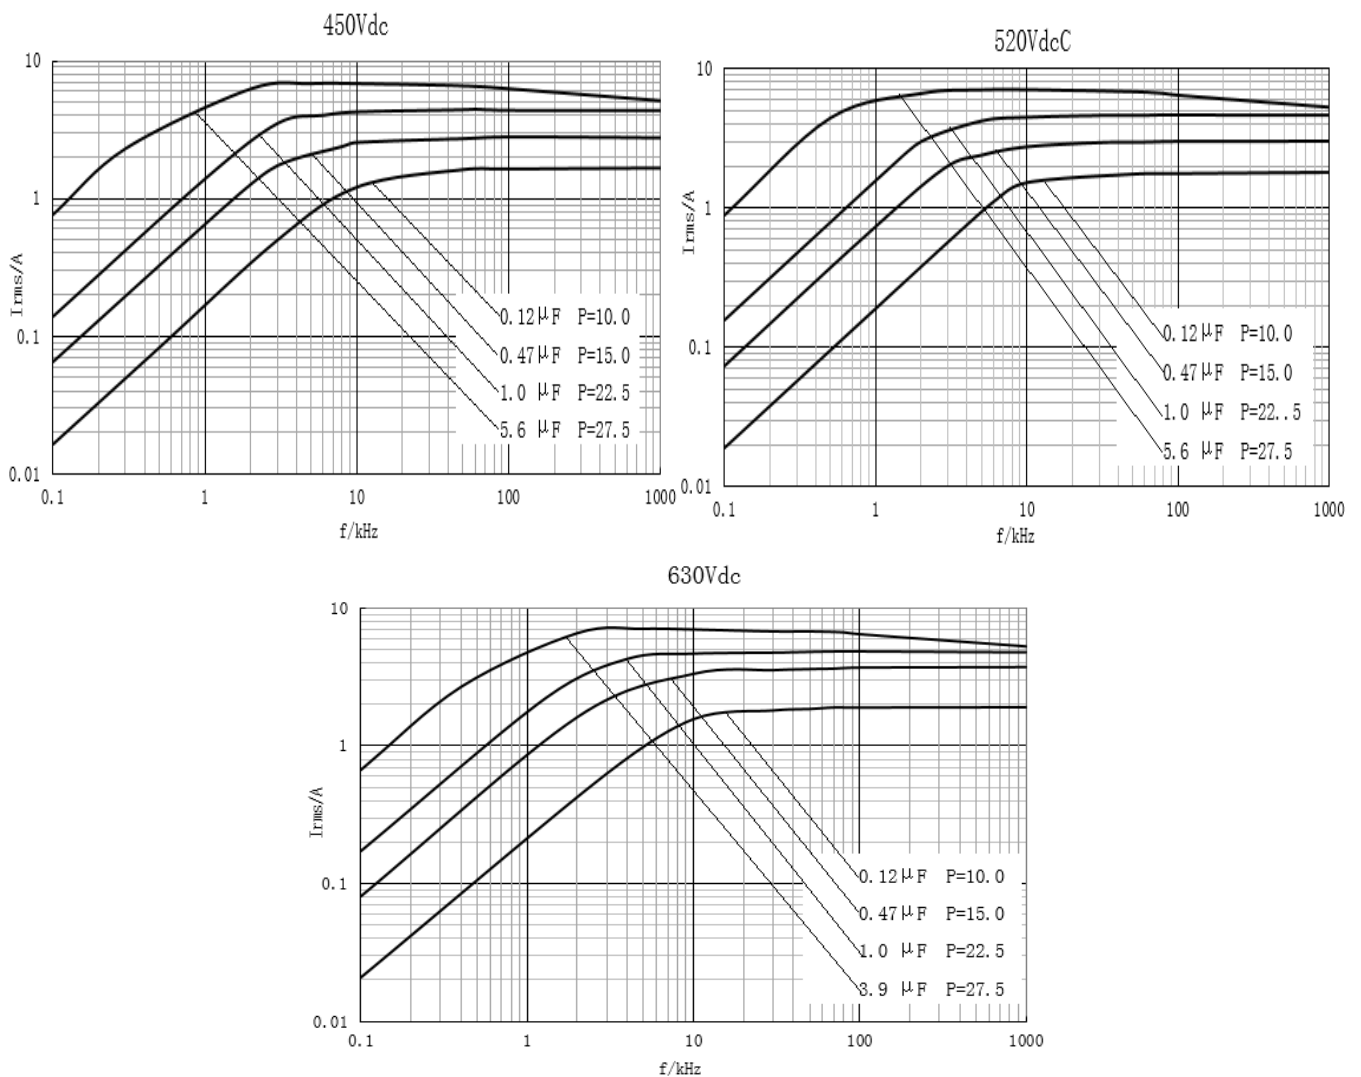 450Vdc
10
1
0.1
0.01
Irms/A
0.1 1 10 100 1000
f/kHz
0.12μF P=10.0
0.47μF P=15.0
1.0 μF P=22.5
5.6 μF P=27.5
520VdcC
10
1
0.1
0.01
Irms/A
0.1 1 10 100 1000
f/kHz
0.12μF P=10.0
0.47μF P=15.0
1.0 μF P=22..5
5.6 μF P=27.5
630Vdc
10
1
0.1
0.01
Irms/A
0.1 1 10 100 1000
f/kHz
0.12μF P=10.0
0.47μF P=15.0
1.0 μF P=22.5
3.9 μF P=27.5